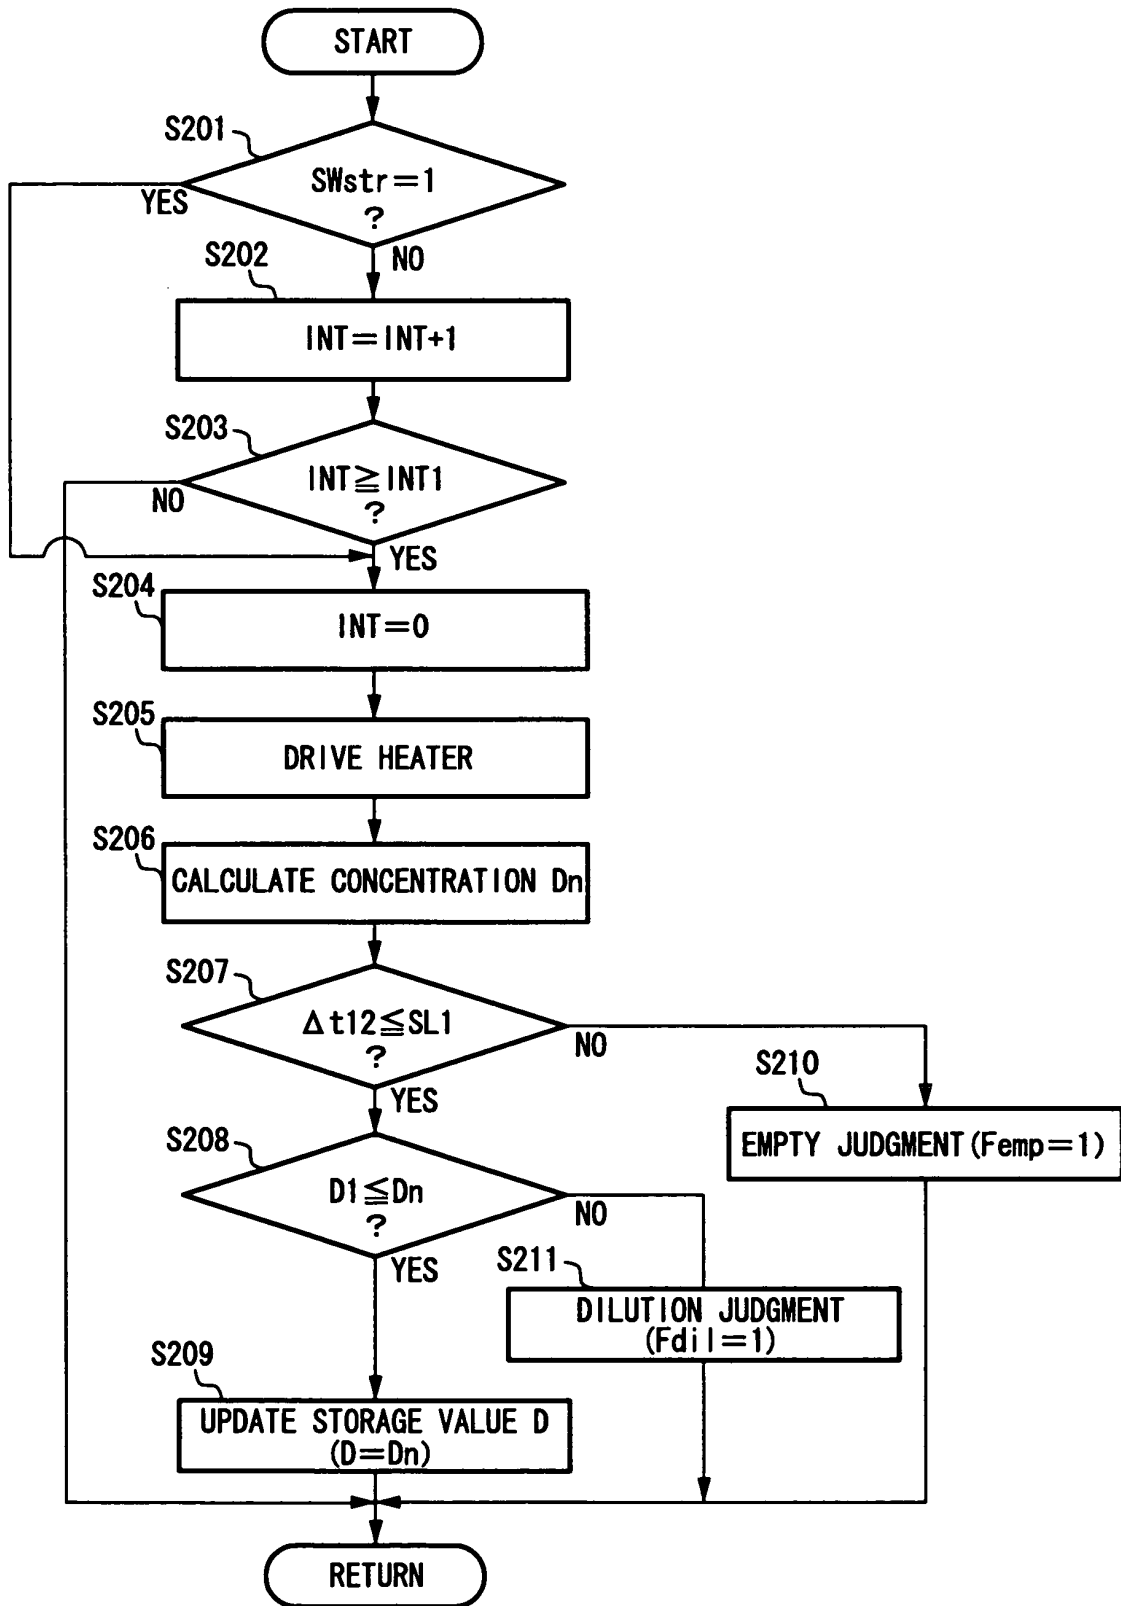 START
S201
SWstr=1
?
YES
NO
S202
INT=INT+1
S203
INT≧INT1
?
NO
YES
S204
INT=0
S205
DRIVE HEATER
S206
CALCULATE CONCENTRATION Dn
S207
Δt12≦SL1
?
NO
YES
S210
EMPTY JUDGMENT(Femp=1)
S208
D1≦Dn
?
NO
YES
S211
DILUTION JUDGMENT
(Fdil=1)
S209
UPDATE STORAGE VALUE D
(D=Dn)
RETURN